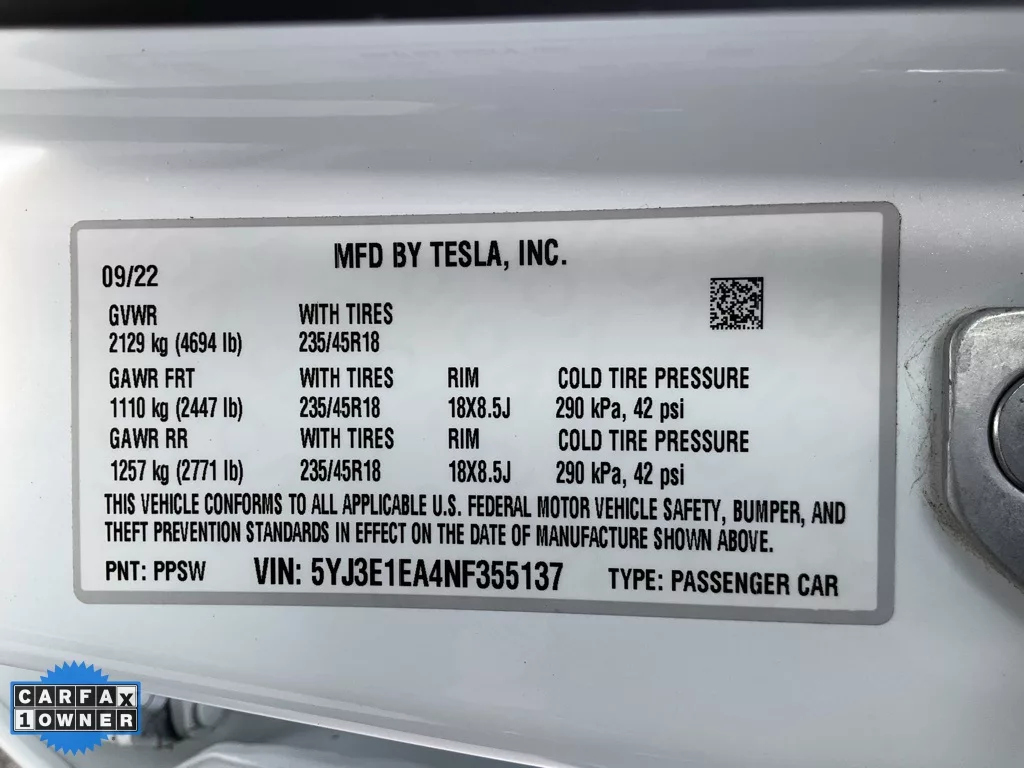 MFD BY TESLA, INC.
09/22
GVWR WITH TIRES
2129 kg (4694 lb) 235/45R18
GAWR FRT WITH TIRES RIM COLD TIRE PRESSURE
1110 kg (2447 lb) 235/45R18 18X8.5J 290 kPa, 42 psi
GAWR RR WITH TIRES RIM COLD TIRE PRESSURE
1257 kg (2771 lb) 235/45R18 18X8.5J 290 kPa, 42 psi
THIS VEHICLE CONFORMS TO ALL APPLICABLE U.S. FEDERAL MOTOR VEHICLE SAFETY, BUMPER, AND
THEFT PREVENTION STANDARDS IN EFFECT ON THE DATE OF MANUFACTURE SHOWN ABOVE.
PNT: PPSW VIN: 5YJ3E1EA4NF355137 TYPE: PASSENGER CAR
CARFAX
1 OWNER